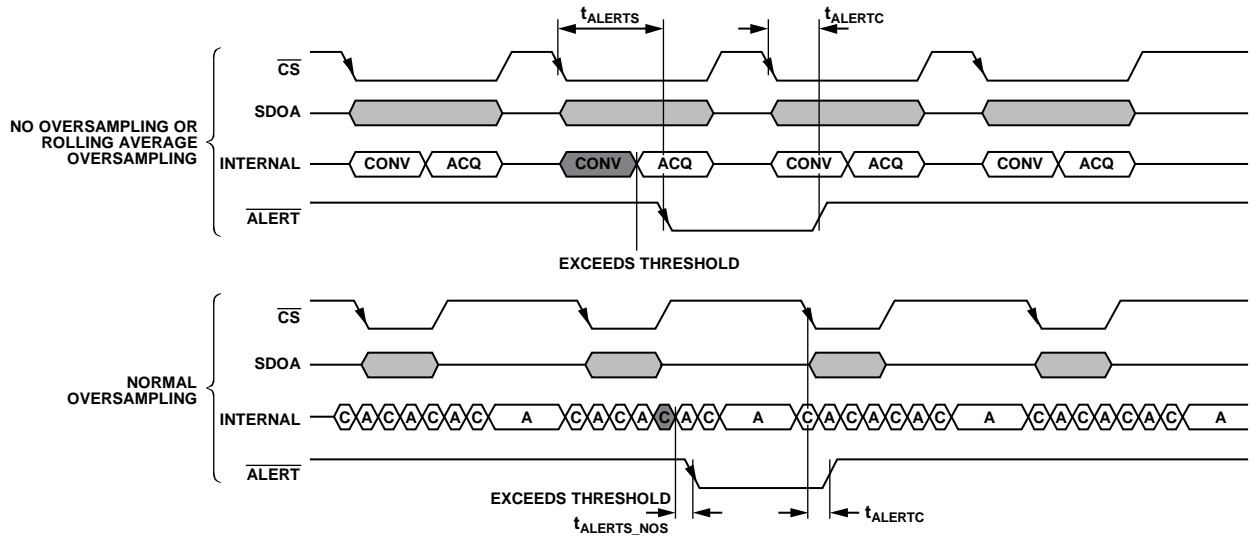 tALERTS
tALERTC
CS
SDOA
NO OVERSAMPLING OR
ROLLING AVERAGE
OVERSAMPLING
INTERNAL
CONV ACQ CONV ACQ CONV ACQ CONV ACQ
ALERT
EXCEEDS THRESHOLD
CS
SDOA
NORMAL
OVERSAMPLING
INTERNAL
C A C A C A C A C A C A C A C A C A C A C A C A C A C A C A C A
ALERT
EXCEEDS THRESHOLD
tALERTS_NOS
tALERTC